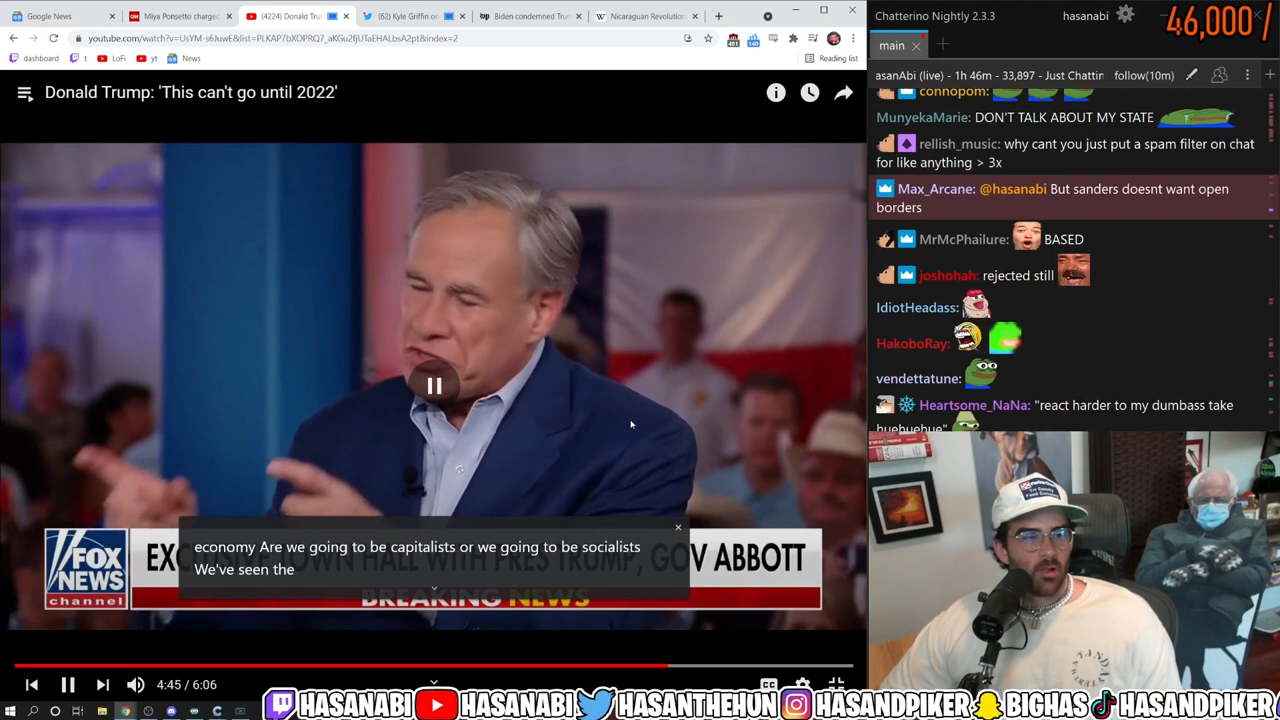 Google News
Miya Ponsetto charged
(4224) Donald Tru
(62) Kyle Griffin on
Biden condemned Trum
Nicaraguan Revolution
youtube.com/watch?v=UsYM-s6JuwE&list=PLKAP7bXOPRQ7_aKGu2fjUTaEHALbsA2pt&index=2
dashboard
t
LoFi
yt
News
Reading list
Donald Trump: 'This can't go until 2022'
FOX
NEWS
channel
GOV ABBOTT
BREAKING NEWS
economy Are we going to be capitalists or we going to be socialists
We've seen the
4:45 / 6:06
Chatterino Nightly 2.3.3
hasanabi
46,000 /
main
asanAbi (live) - 1h 46m - 33,897 - Just Chattin
follow(10m)
connopom:
MunyekaMarie: DON'T TALK ABOUT MY STATE
rellish_music: why cant you just put a spam filter on chat
for like anything > 3x
Max_Arcane: @hasanabi But sanders doesnt want open
borders
MrMcPhailure: BASED
joshohah: rejected still
IdiotHeadass:
HakoboRay:
vendettatune:
Heartsome_NaNa: "react harder to my dumbass take
huehuehue"
HASANABI HASANABI HASANTHEHUN HASANDPIKER BIGHAS HASANDPIKER